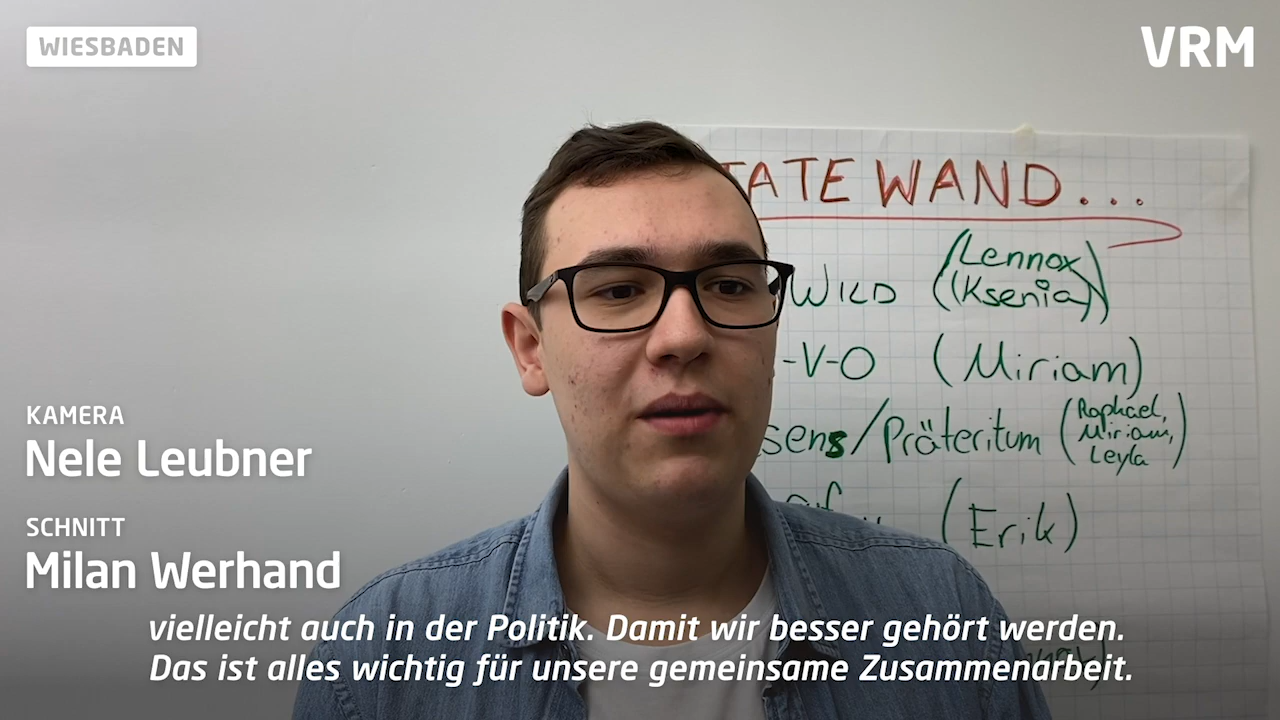 WIESBADEN
VRM
TATE WAND...
WILD (Lennox
(Ksenia))
-V-O (Miriam)
sens/Präteritum (Raphael,
Miriam,
Leyla)
(Erik)
KAMERA
Nele Leubner
SCHNITT
Milan Werhand
vielleicht auch in der Politik. Damit wir besser gehört werden.
Das ist alles wichtig für unsere gemeinsame Zusammenarbeit.